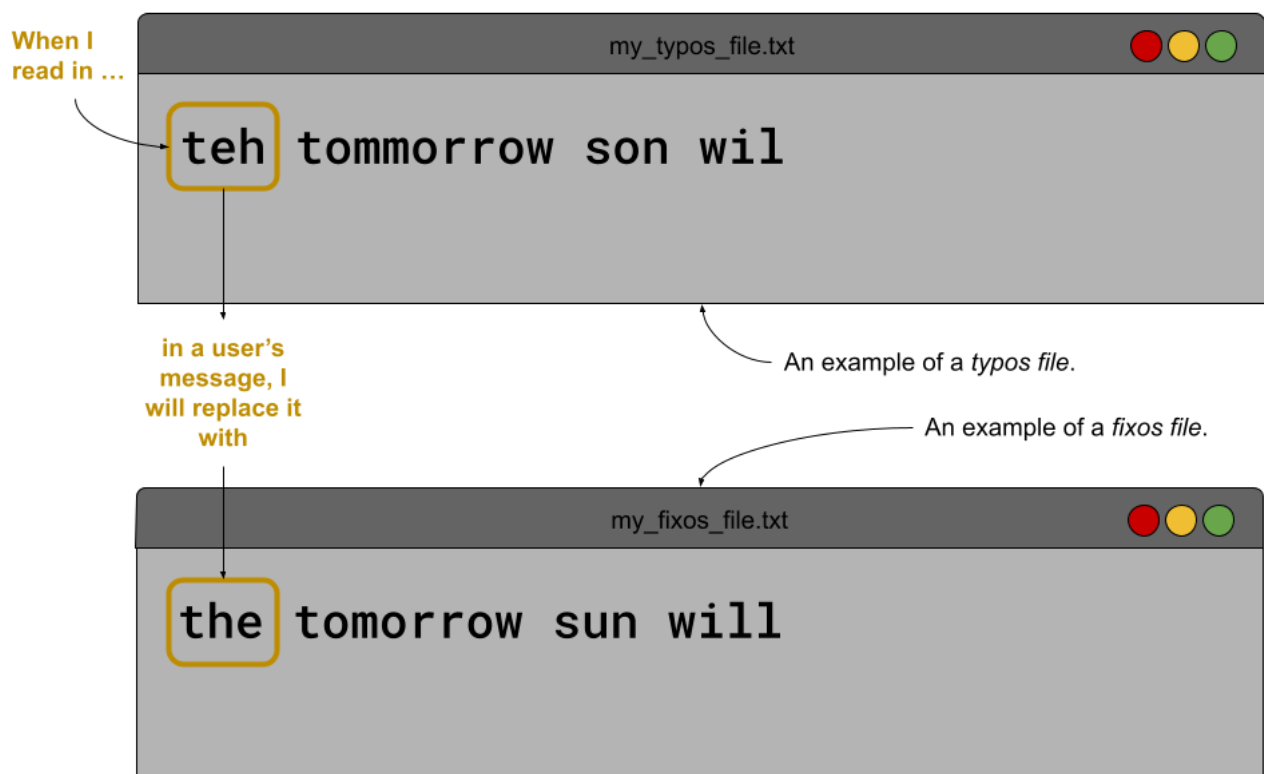 When I
read in …
my_typos_file.txt
teh tommorrow son wil
in a user’s
message, I
will replace it
with
An example of a typos file.
An example of a fixos file.
my_fixos_file.txt
the tomorrow sun will